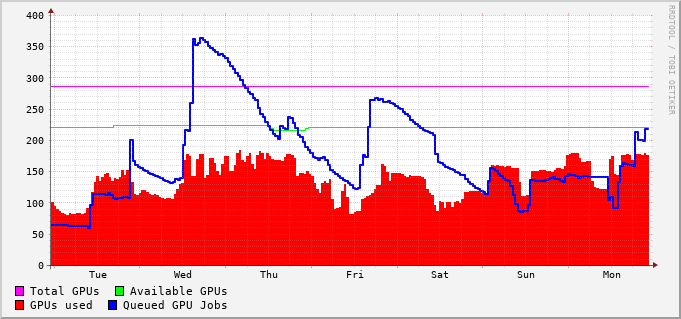 400
350
300
250
200
150
100
50
0
Tue Wed Thu Fri Sat Sun Mon
Total GPUs Available GPUs
GPUs used Queued GPU Jobs
RRDTOOL / TOBI OETIKER